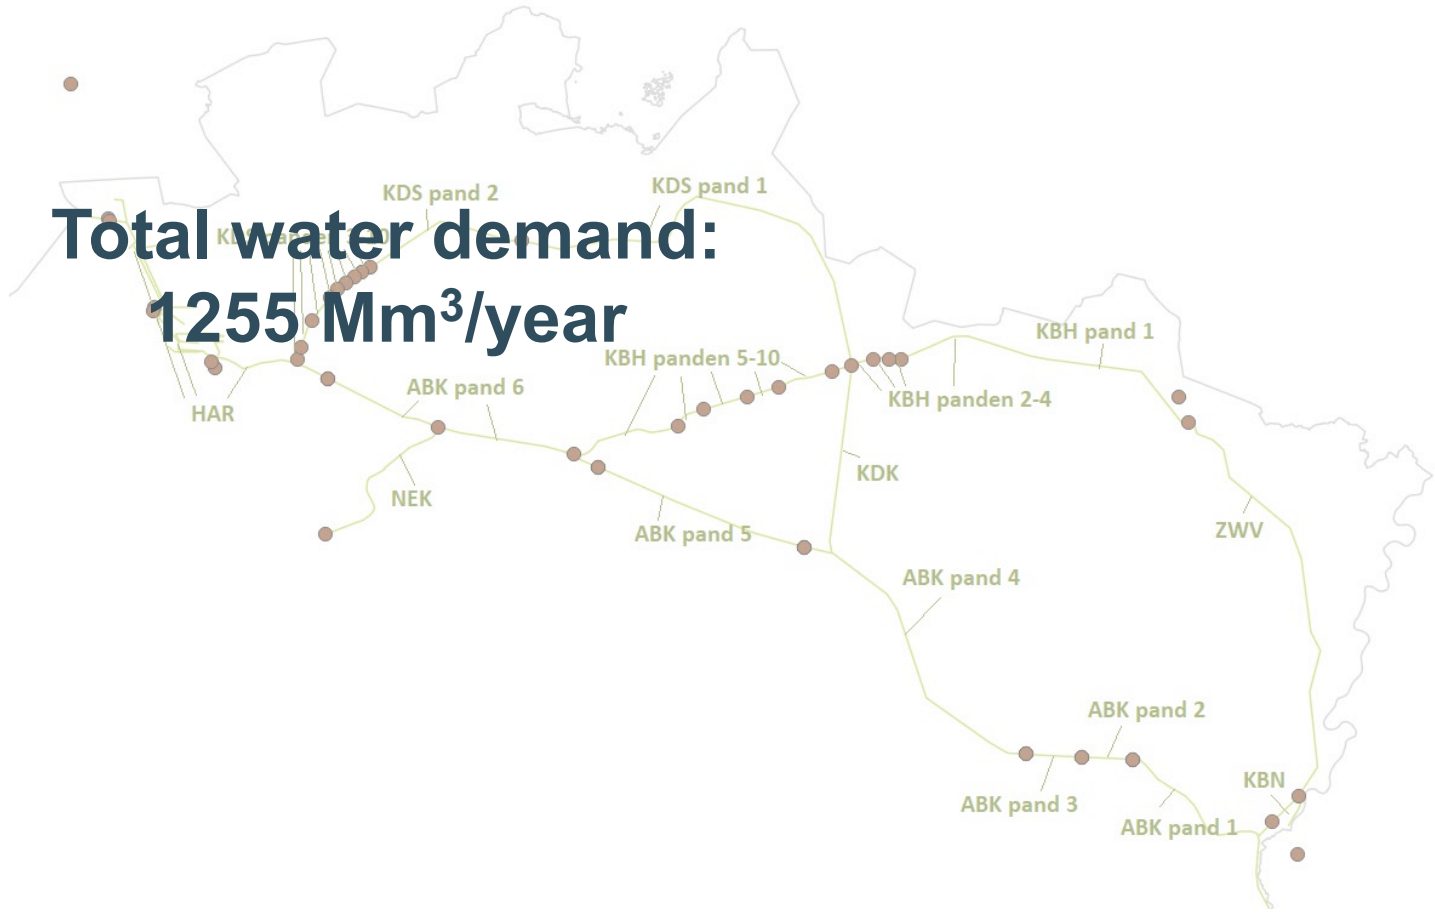 KDS pand 1
KDS pand 2
Total water demand:
1255 Mm³/year
KBH pand 1
KBH panden 5-10
ABK pand 6
KBH panden 2-4
HAR
KDK
NEK
ZWV
ABK pand 5
ABK pand 4
ABK pand 2
KBN
ABK pand 3
ABK pand 1